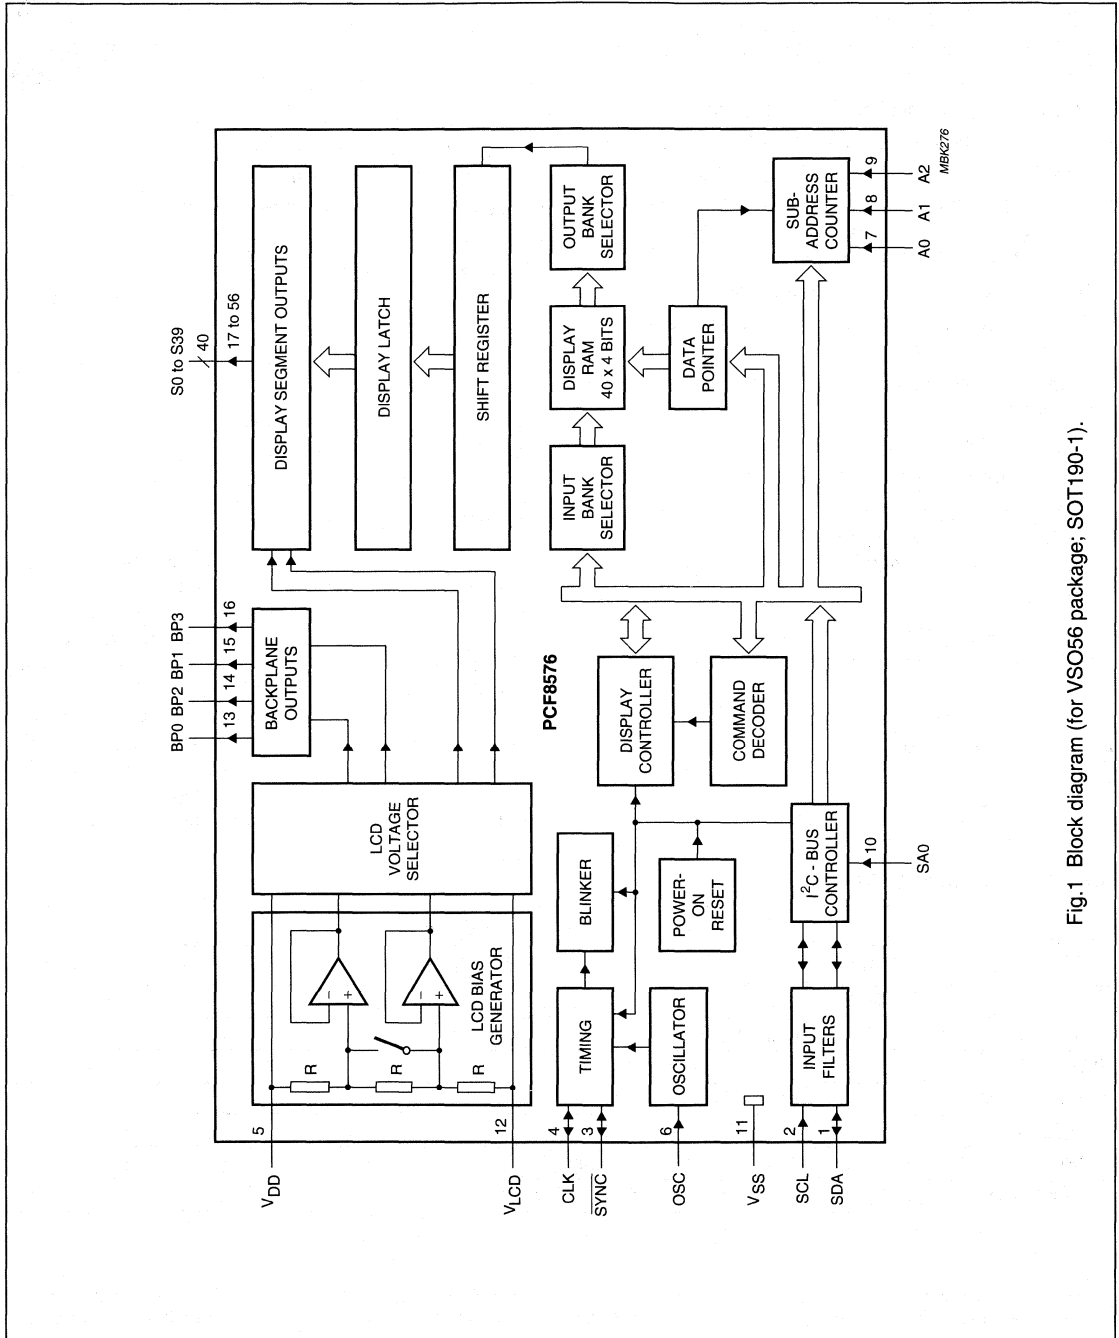 BP0 BP2 BP1 BP3
S0 to S39
40
13 14 15 16
17 to 56
VDD
5
R
R
R
LCD BIAS
GENERATOR
−
+
−
+
LCD
VOLTAGE
SELECTOR
BACKPLANE
OUTPUTS
DISPLAY SEGMENT OUTPUTS
DISPLAY LATCH
SHIFT REGISTER
VLCD
12
CLK
4
SYNC
3
TIMING
BLINKER
OSC
6
OSCILLATOR
POWER-
ON
RESET
PCF8576
DISPLAY
CONTROLLER
COMMAND
DECODER
INPUT
BANK
SELECTOR
DISPLAY
RAM
40 x 4 BITS
OUTPUT
BANK
SELECTOR
DATA
POINTER
VSS
11
SCL
2
SDA
1
INPUT
FILTERS
I2C - BUS
CONTROLLER
10
SA0
SUB-
ADDRESS
COUNTER
7 8 9
A0 A1 A2
MBK276
Fig.1 Block diagram (for VSO56 package; SOT190-1).